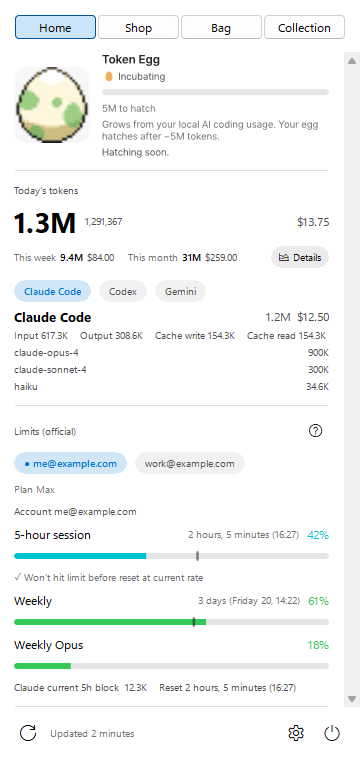 Home Shop Bag Collection
Token Egg
Incubating
5M to hatch
Grows from your local AI coding usage. Your egg
hatches after ~5M tokens.
Hatching soon.
Today's tokens
1.3M 1,291,367 $13.75
This week 9.4M $84.00 This month 31M $259.00 Details
Claude Code Codex Gemini
Claude Code 1.2M $12.50
Input 617.3K Output 308.6K Cache write 154.3K Cache read 154.3K
claude-opus-4 900K
claude-sonnet-4 300K
haiku 34.6K
Limits (official) ?
● me@example.com work@example.com
Plan Max
Account me@example.com
5-hour session 2 hours, 5 minutes (16:27) 42%
✓ Won't hit limit before reset at current rate
Weekly 3 days (Friday 20, 14:22) 61%
Weekly Opus 18%
Claude current 5h block 12.3K Reset 2 hours, 5 minutes (16:27)
Updated 2 minutes